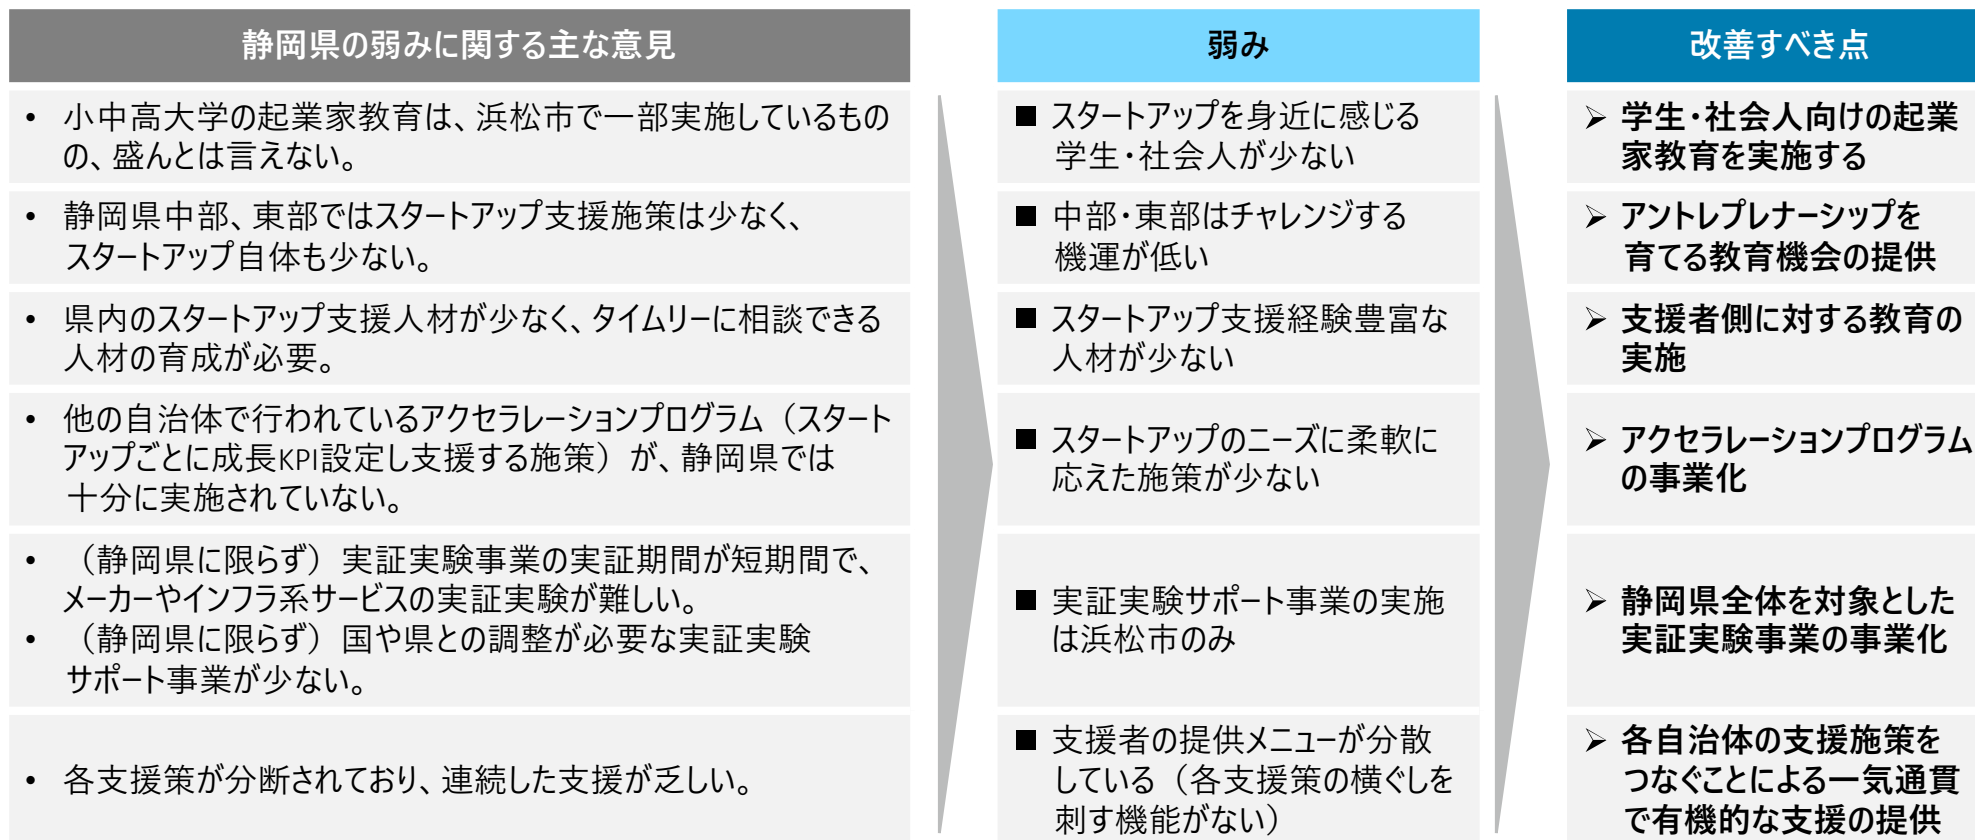 静岡県の弱みに関する主な意見
弱み
改善すべき点
• 小中高大学の起業家教育は、浜松市で一部実施しているもの
の、盛んとは言えない。
■ スタートアップを身近に感じる
学生・社会人が少ない
➢ 学生・社会人向けの起業
家教育を実施する
• 静岡県中部、東部ではスタートアップ支援施策は少なく、
スタートアップ自体も少ない。
■ 中部・東部はチャレンジする
機運が低い
➢ アントレプレナーシップを
育てる教育機会の提供
• 県内のスタートアップ支援人材が少なく、タイムリーに相談できる
人材の育成が必要。
■ スタートアップ支援経験豊富な
人材が少ない
➢ 支援者側に対する教育の
実施
• 他の自治体で行われているアクセラレーションプログラム（スタート
アップごとに成長KPI設定し支援する施策）が、静岡県では
十分に実施されていない。
■ スタートアップのニーズに柔軟に
応えた施策が少ない
➢ アクセラレーションプログラム
の事業化
• （静岡県に限らず）実証実験事業の実証期間が短期間で、
メーカーやインフラ系サービスの実証実験が難しい。
• （静岡県に限らず）国や県との調整が必要な実証実験
サポート事業が少ない。
■ 実証実験サポート事業の実施
は浜松市のみ
➢ 静岡県全体を対象とした
実証実験事業の事業化
• 各支援策が分断されており、連続した支援が乏しい。
■ 支援者の提供メニューが分散
している（各支援策の横ぐしを
刺す機能がない）
➢ 各自治体の支援施策を
つなぐことによる一気通貫
で有機的な支援の提供